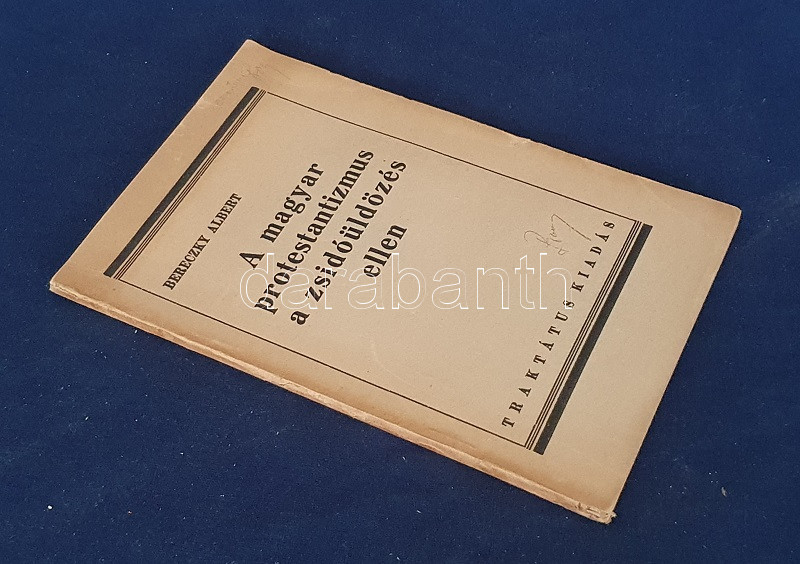 BERECZKY ALBERT
A magyar
protestantizmus
a zsidóüldözés
ellen
TRAKTÁTUS KIADÁS
darabanth